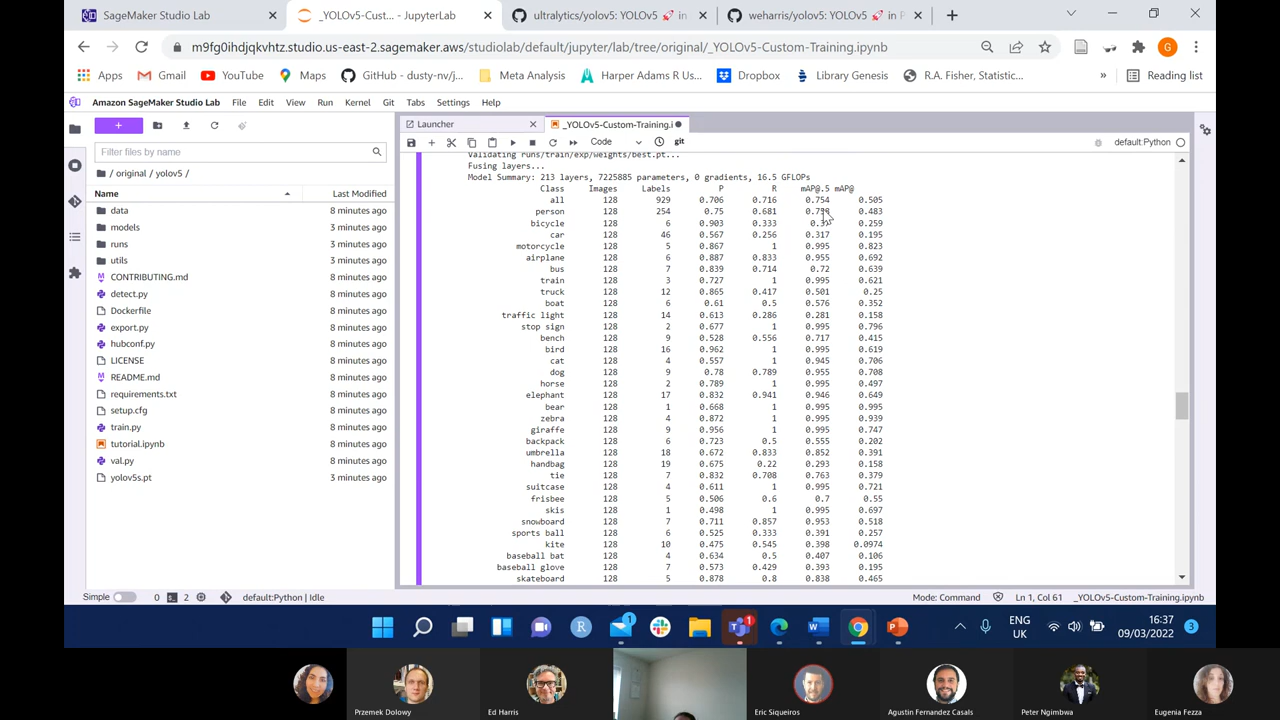 SageMaker Studio Lab
_YOLOv5-Cust... - JupyterLab
ultralytics/yolov5: YOLOv5 🚀 in
weharris/yolov5: YOLOv5 🚀 in P
m9fg0ihdjqkvhtz.studio.us-east-2.sagemaker.aws/studiolab/default/jupyter/lab/tree/original/_YOLOv5-Custom-Training.ipynb
G
Apps
Gmail
YouTube
Maps
GitHub - dusty-nv/j...
Meta Analysis
Harper Adams R Us...
Dropbox
Library Genesis
R.A. Fisher, Statistic...
»
Reading list
Amazon SageMaker Studio Lab File Edit View Run Kernel Git Tabs Settings Help
Launcher
_YOLOv5-Custom-Training.i
Code
git
default:Python
Filter files by name
/ original / yolov5 /
Name Last Modified
data 8 minutes ago
models 8 minutes ago
runs 8 minutes ago
utils 8 minutes ago
CONTRIBUTING.md 8 minutes ago
detect.py 8 minutes ago
Dockerfile 8 minutes ago
export.py 8 minutes ago
hubconf.py 8 minutes ago
LICENSE 8 minutes ago
README.md 8 minutes ago
requirements.txt 8 minutes ago
setup.cfg 8 minutes ago
train.py 8 minutes ago
tutorial.ipynb 8 minutes ago
val.py 8 minutes ago
yolov5s.pt 3 minutes ago
Validating runs/train/exp/weights/best.pt...
Fusing layers...
Model Summary: 213 layers, 7225885 parameters, 0 gradients, 16.5 GFLOPs
Class Images Labels P R mAP@.5 mAP@
all 128 929 0.706 0.716 0.754 0.505
person 254 128 0.75 0.681 0.483
bicycle 128 6 0.903 0.333 0.259
car 128 46 0.567 0.256 0.317 0.195
motorcycle 128 5 0.867 1 0.995 0.823
airplane 128 6 0.887 0.833 0.955 0.692
bus 128 7 0.839 0.714 0.72 0.639
train 128 3 0.727 1 0.995 0.621
truck 128 12 0.865 0.417 0.501 0.25
boat 128 6 0.61 0.5 0.576 0.352
traffic light 128 14 0.613 0.286 0.281 0.158
stop sign 128 2 0.677 1 0.995 0.796
bench 128 9 0.528 0.556 0.717 0.415
bird 128 16 0.962 1 0.995 0.619
cat 128 4 0.557 1 0.945 0.706
dog 128 9 0.78 0.789 0.955 0.708
horse 128 2 0.789 1 0.995 0.497
elephant 128 17 0.832 0.941 0.946 0.649
bear 128 1 0.668 1 0.995 0.995
zebra 128 4 0.872 1 0.995 0.939
giraffe 128 9 0.956 1 0.995 0.747
backpack 128 6 0.723 0.5 0.555 0.202
umbrella 128 18 0.672 0.833 0.852 0.391
handbag 128 19 0.675 0.22 0.293 0.158
tie 128 7 0.832 0.708 0.763 0.379
suitcase 128 4 0.611 1 0.995 0.721
frisbee 128 5 0.506 0.6 0.7 0.55
skis 128 1 0.498 1 0.995 0.697
snowboard 128 7 0.711 0.857 0.953 0.518
sports ball 128 6 0.525 0.333 0.391 0.257
kite 128 10 0.475 0.545 0.398 0.0974
baseball bat 128 4 0.634 0.5 0.407 0.106
baseball glove 128 7 0.573 0.429 0.393 0.195
skateboard 128 5 0.878 0.8 0.838 0.465
Simple 0 2 default:Python | Idle
Mode: Command Ln 1, Col 61 _YOLOv5-Custom-Training.ipynb
1
1
ENG
UK
16:37
09/03/2022
3
Przemek Dolowy
Ed Harris
Eric Siqueiros
Agustin Fernandez Casals
Peter Ngimbwa
Eugenia Fezza